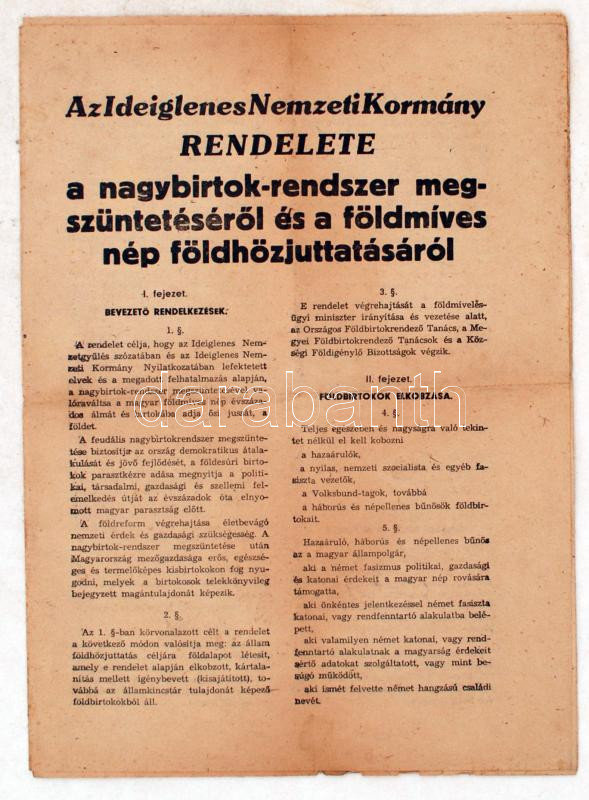 Az Ideiglenes Nemzeti Kormány
RENDELETE
a nagybirtok-rendszer meg-
szüntetéséről és a földmíves
nép földhözjuttatásáról
I. fejezet.
BEVEZETŐ RENDELKEZÉSEK.
1. §.
A rendelet célja, hogy az Ideiglenes Nem-
zetgyűlés szózatában és az Ideiglenes Nem-
zeti Kormány Nyilatkozatában lefektetett
elvek és a megadott felhatalmazás alapján,
a nagybirtok-rendszer megszüntetésével va-
lóraváltsa a magyar földmíves nép évszáza-
dos álmát és birtokába adja ősi jussát, a
földet.
A feudális nagybirtokrendszer megszünte-
tése biztosítja az ország demokratikus átala-
kulását és jövő fejlődését, a földesúri birto-
kok parasztkézre adása megnyitja a politi-
kai, társadalmi, gazdasági és szellemi fel-
emelkedés útját az évszázadok óta elnyo-
mott magyar parasztság előtt.
A földreform végrehajtása életbevágó
nemzeti érdek és gazdasági szükségesség. A
nagybirtok-rendszer megszüntetése után
Magyarország mezőgazdasága erős, egészsé-
ges és termelőképes kisbirtokokon fog nyu-
godni, melyek a birtokosok telekkönyvileg
bejegyzett magántulajdonát képezik.
2. §.
Az 1. §-ban körvonalazott célt a rendelet
a következő módon valósítja meg: az állam
földhözjuttatás céljára földalapot létesít,
amely e rendelet alapján elkobzott, kártala-
nítás mellett igénybevett (kisajátított), to-
vábbá az államkincstár tulajdonát képező
földbirtokokból áll.
3. §.
E rendelet végrehajtását a földmívelés-
ügyi miniszter irányítása és vezetése alatt,
az Országos Földbirtokrendező Tanács, a Me-
gyei Földbirtokrendező Tanácsok és a Köz-
ségi Földigénylő Bizottságok végzik.
II. fejezet.
FÖLDBIRTOKOK ELKOBZÁSA.
4. §.
Teljes egészében és nagyságra való tekin-
tet nélkül el kell kobozni
a hazaárulók,
a nyilas, nemzeti szocialista és egyéb fa-
siszta vezetők,
a Volksbund-tagok, továbbá
a háborús és népellenes bűnösök földbir-
tokait.
5. §.
Hazaáruló, háborús és népellenes bűnös
az a magyar állampolgár,
aki a német fasizmus politikai, gazdasági
és katonai érdekeit a magyar nép rovására
támogatta,
aki önkéntes jelentkezéssel német fasiszta
katonai, vagy rendfenntartó alakulatba belé-
pett,
aki valamilyen német katonai, vagy rend-
fenntartó alakulatnak a magyarság érdekeit
sértő adatokat szolgáltatott, vagy mint be-
súgó működött,
aki ismét felvette német hangzású családi
nevét.
darabanth
darabanth
darabanth